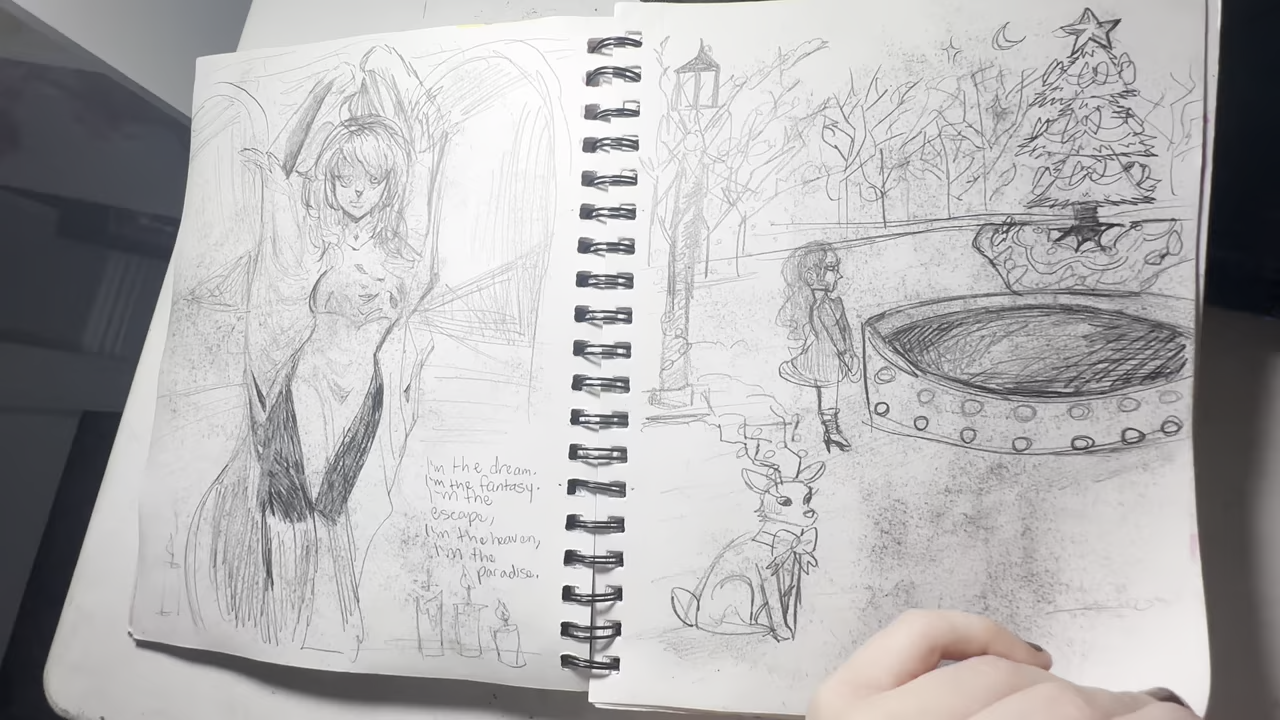 I'm the dream.
I'm the fantasy.
I'm the
escape,
I'm the heaven,
I'm the
paradise.